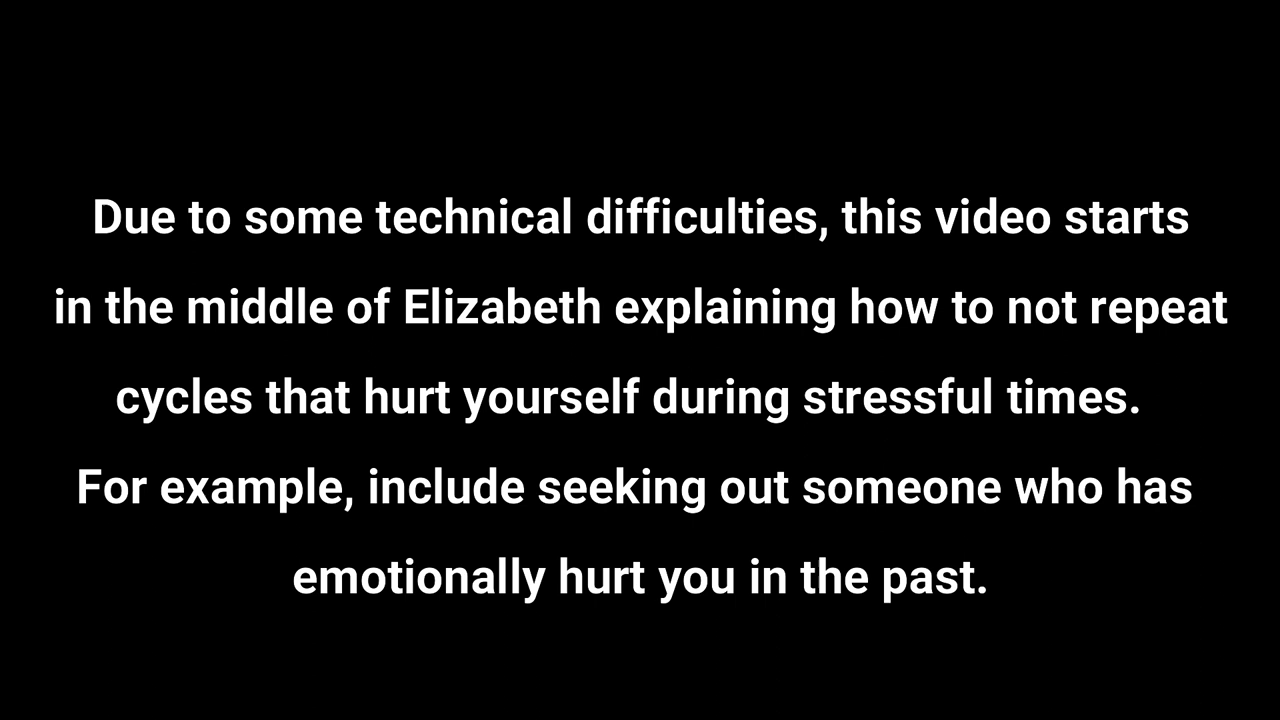 Due to some technical difficulties, this video starts
in the middle of Elizabeth explaining how to not repeat
cycles that hurt yourself during stressful times.
For example, include seeking out someone who has
emotionally hurt you in the past.